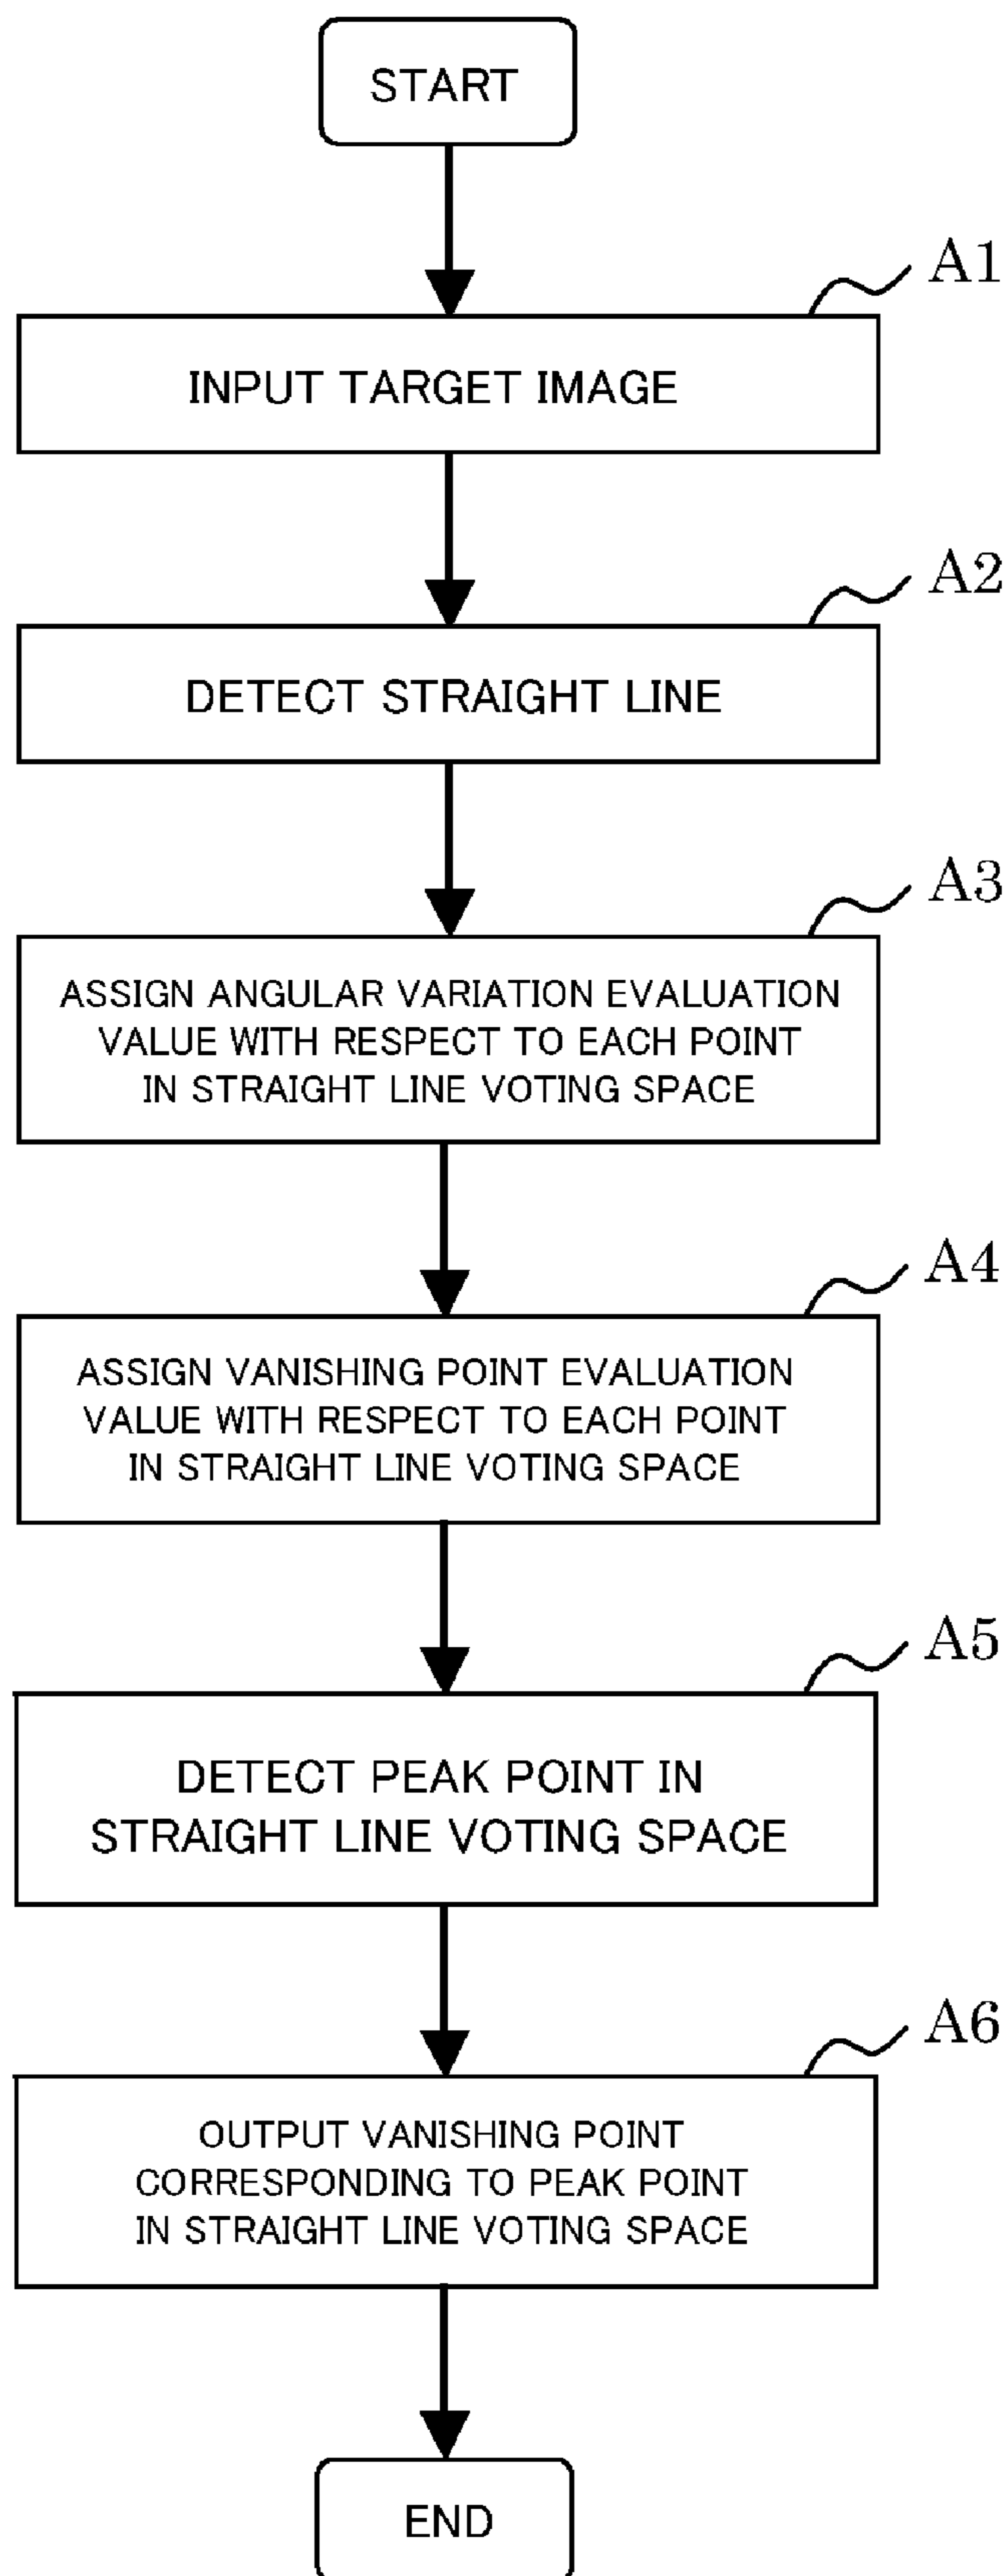 START
A1
INPUT TARGET IMAGE
A2
DETECT STRAIGHT LINE
A3
ASSIGN ANGULAR VARIATION EVALUATION
VALUE WITH RESPECT TO EACH POINT
IN STRAIGHT LINE VOTING SPACE
A4
ASSIGN VANISHING POINT EVALUATION
VALUE WITH RESPECT TO EACH POINT
IN STRAIGHT LINE VOTING SPACE
A5
DETECT PEAK POINT IN
STRAIGHT LINE VOTING SPACE
A6
OUTPUT VANISHING POINT
CORRESPONDING TO PEAK POINT
IN STRAIGHT LINE VOTING SPACE
END